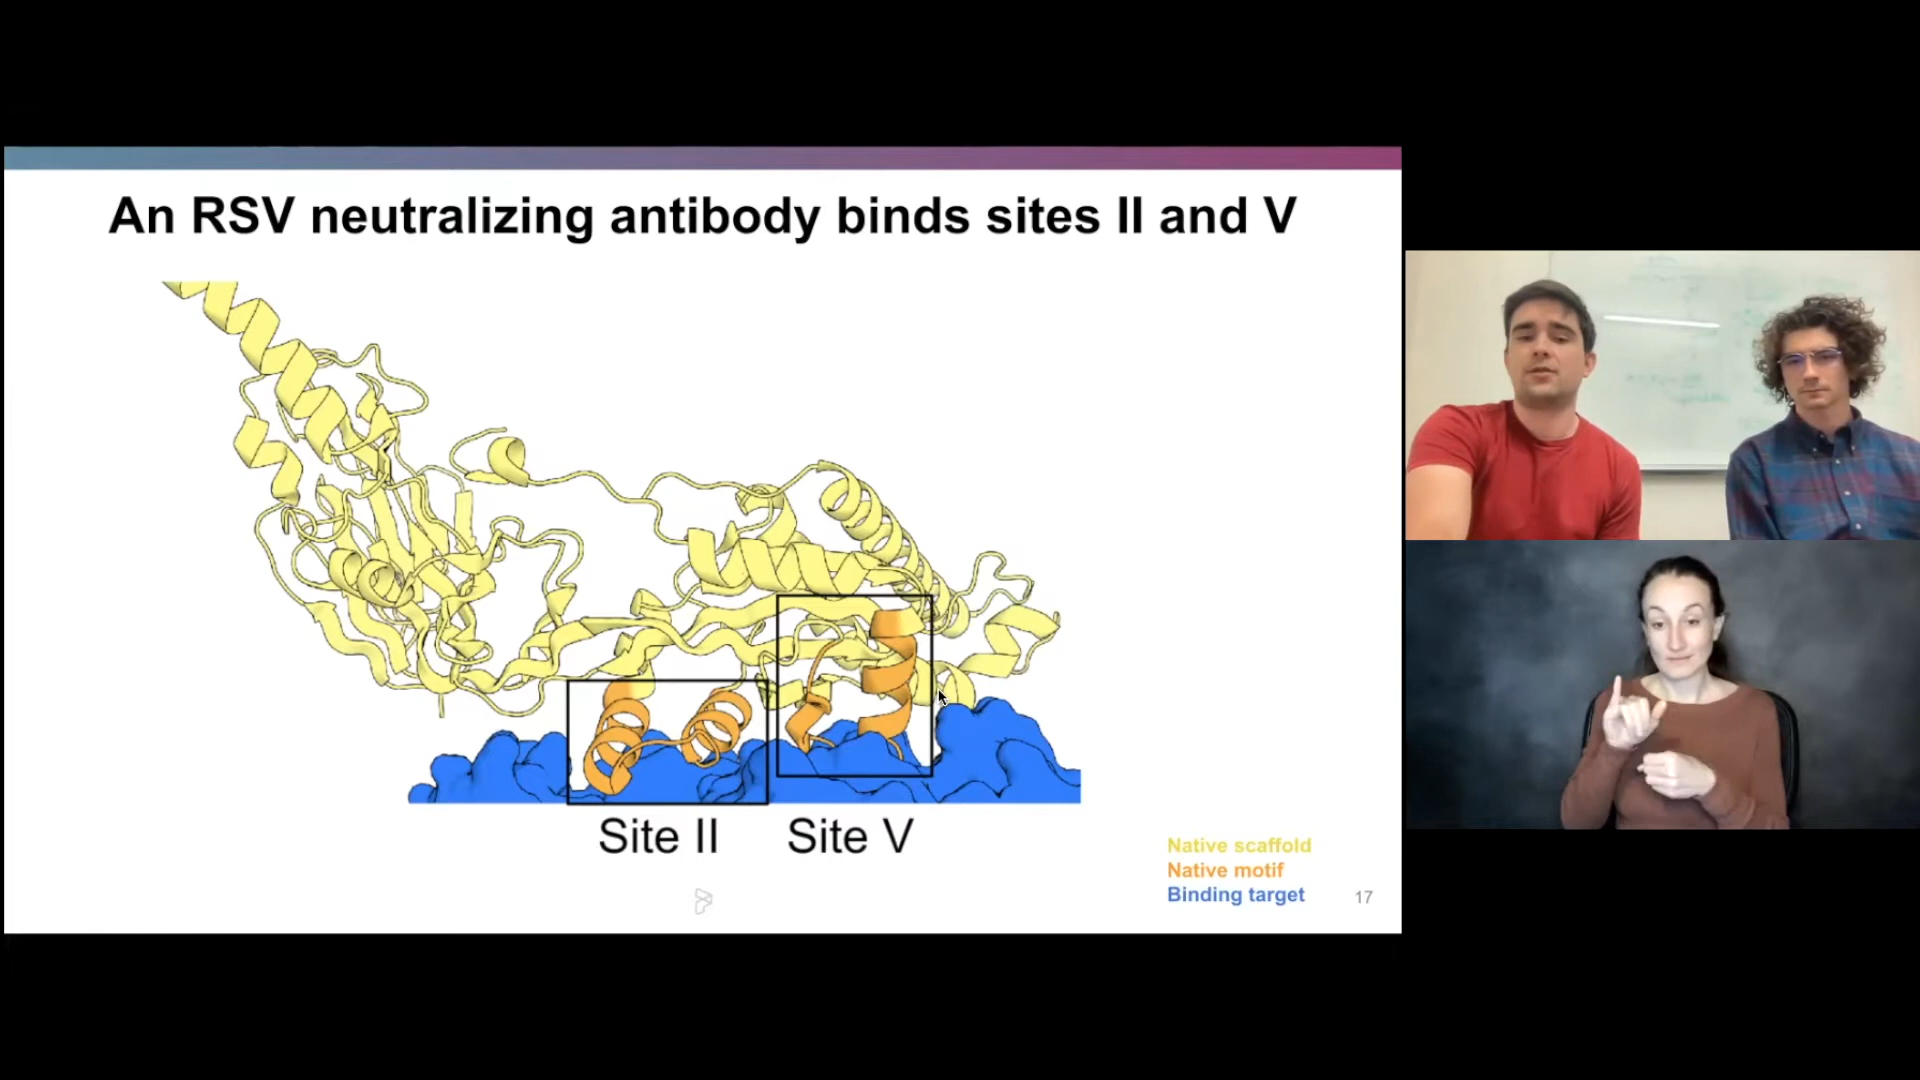 An RSV neutralizing antibody binds sites II and V
Site II
Site V
Native scaffold
Native motif
Binding target
17